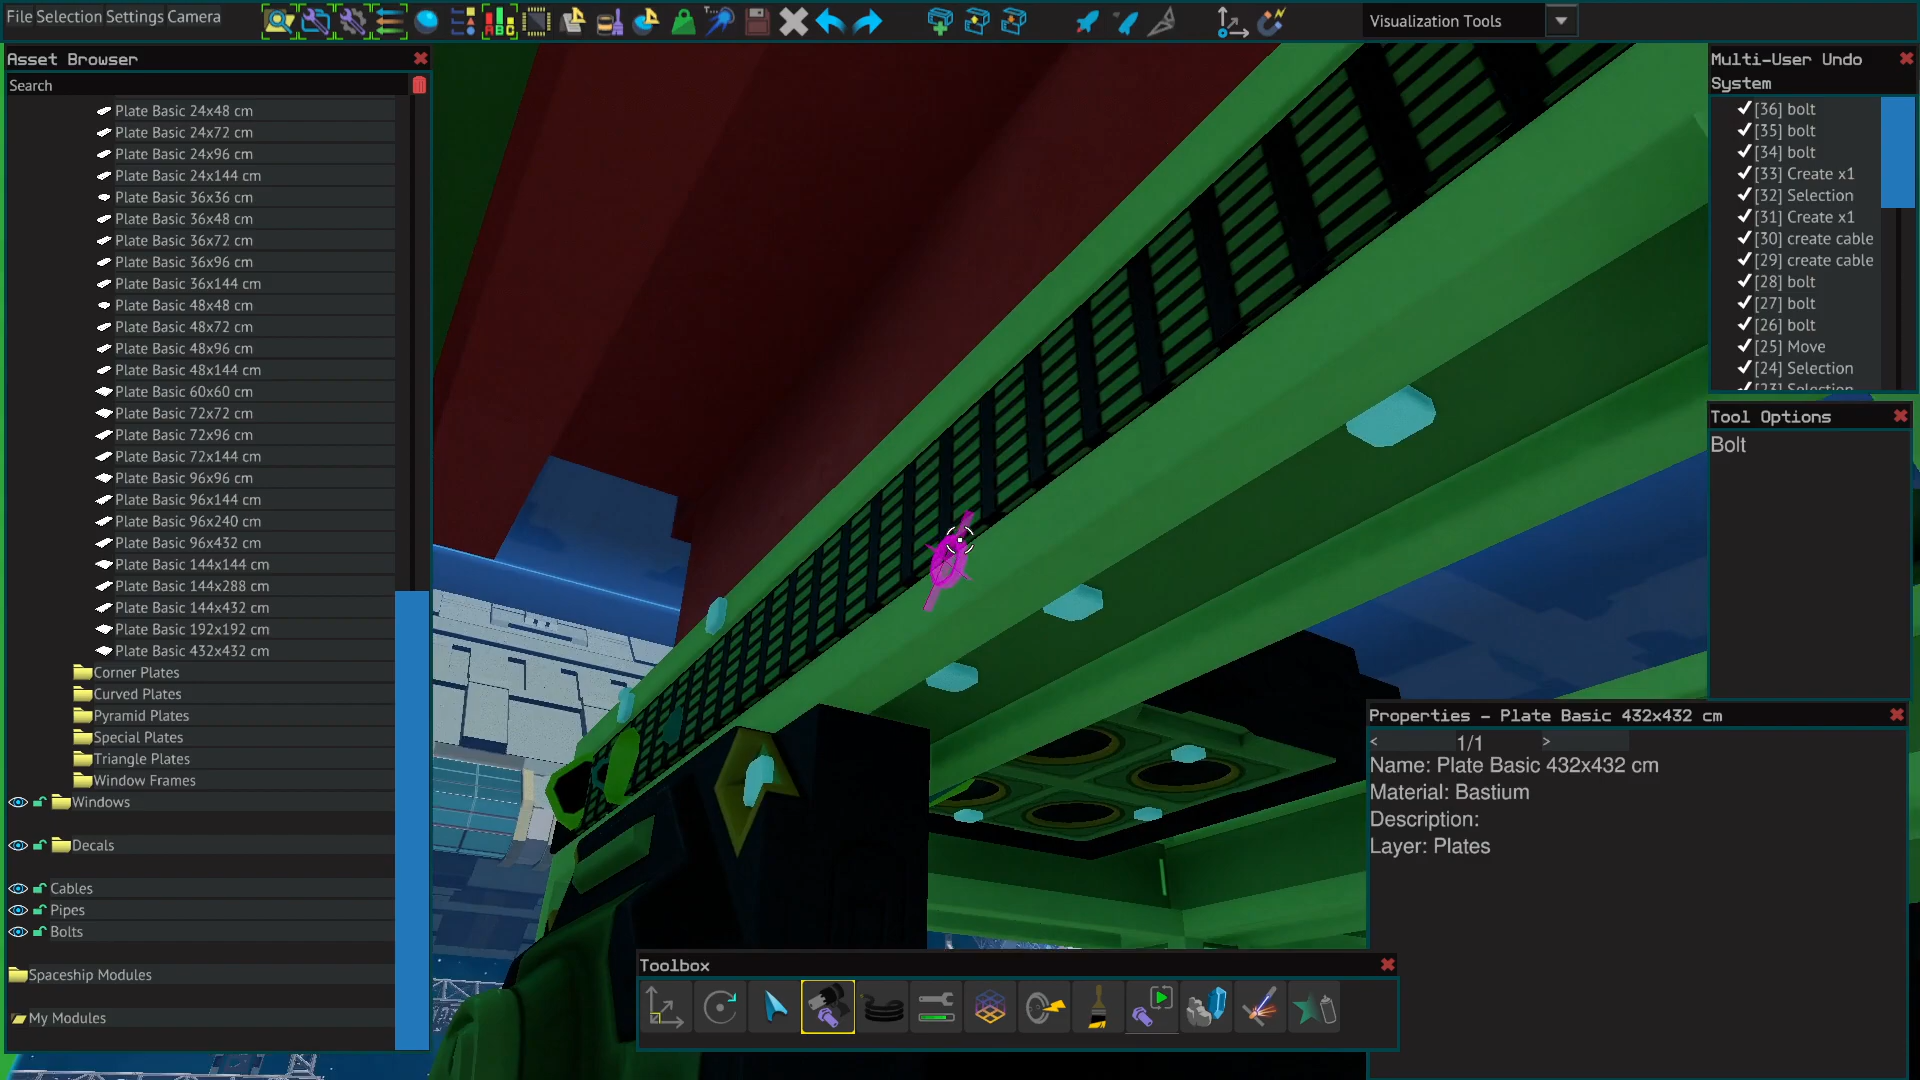 File Selection Settings Camera
ABC
Visualization Tools
Asset Browser
Search
Plate Basic 24x48 cm
Plate Basic 24x72 cm
Plate Basic 24x96 cm
Plate Basic 24x144 cm
Plate Basic 36x36 cm
Plate Basic 36x48 cm
Plate Basic 36x72 cm
Plate Basic 36x96 cm
Plate Basic 36x144 cm
Plate Basic 48x48 cm
Plate Basic 48x72 cm
Plate Basic 48x96 cm
Plate Basic 48x144 cm
Plate Basic 60x60 cm
Plate Basic 72x72 cm
Plate Basic 72x96 cm
Plate Basic 72x144 cm
Plate Basic 96x96 cm
Plate Basic 96x144 cm
Plate Basic 96x240 cm
Plate Basic 96x432 cm
Plate Basic 144x144 cm
Plate Basic 144x288 cm
Plate Basic 144x432 cm
Plate Basic 192x192 cm
Plate Basic 432x432 cm
Corner Plates
Curved Plates
Pyramid Plates
Special Plates
Triangle Plates
Window Frames
Windows
Decals
Cables
Pipes
Bolts
Spaceship Modules
My Modules
Multi-User Undo
System
[36] bolt
[35] bolt
[34] bolt
[33] Create x1
[32] Selection
[31] Create x1
[30] create cable
[29] create cable
[28] bolt
[27] bolt
[26] bolt
[25] Move
[24] Selection
[23] Selection
Tool Options
Bolt
Properties - Plate Basic 432x432 cm
< 1/1 >
Name: Plate Basic 432x432 cm
Material: Bastium
Description:
Layer: Plates
Toolbox